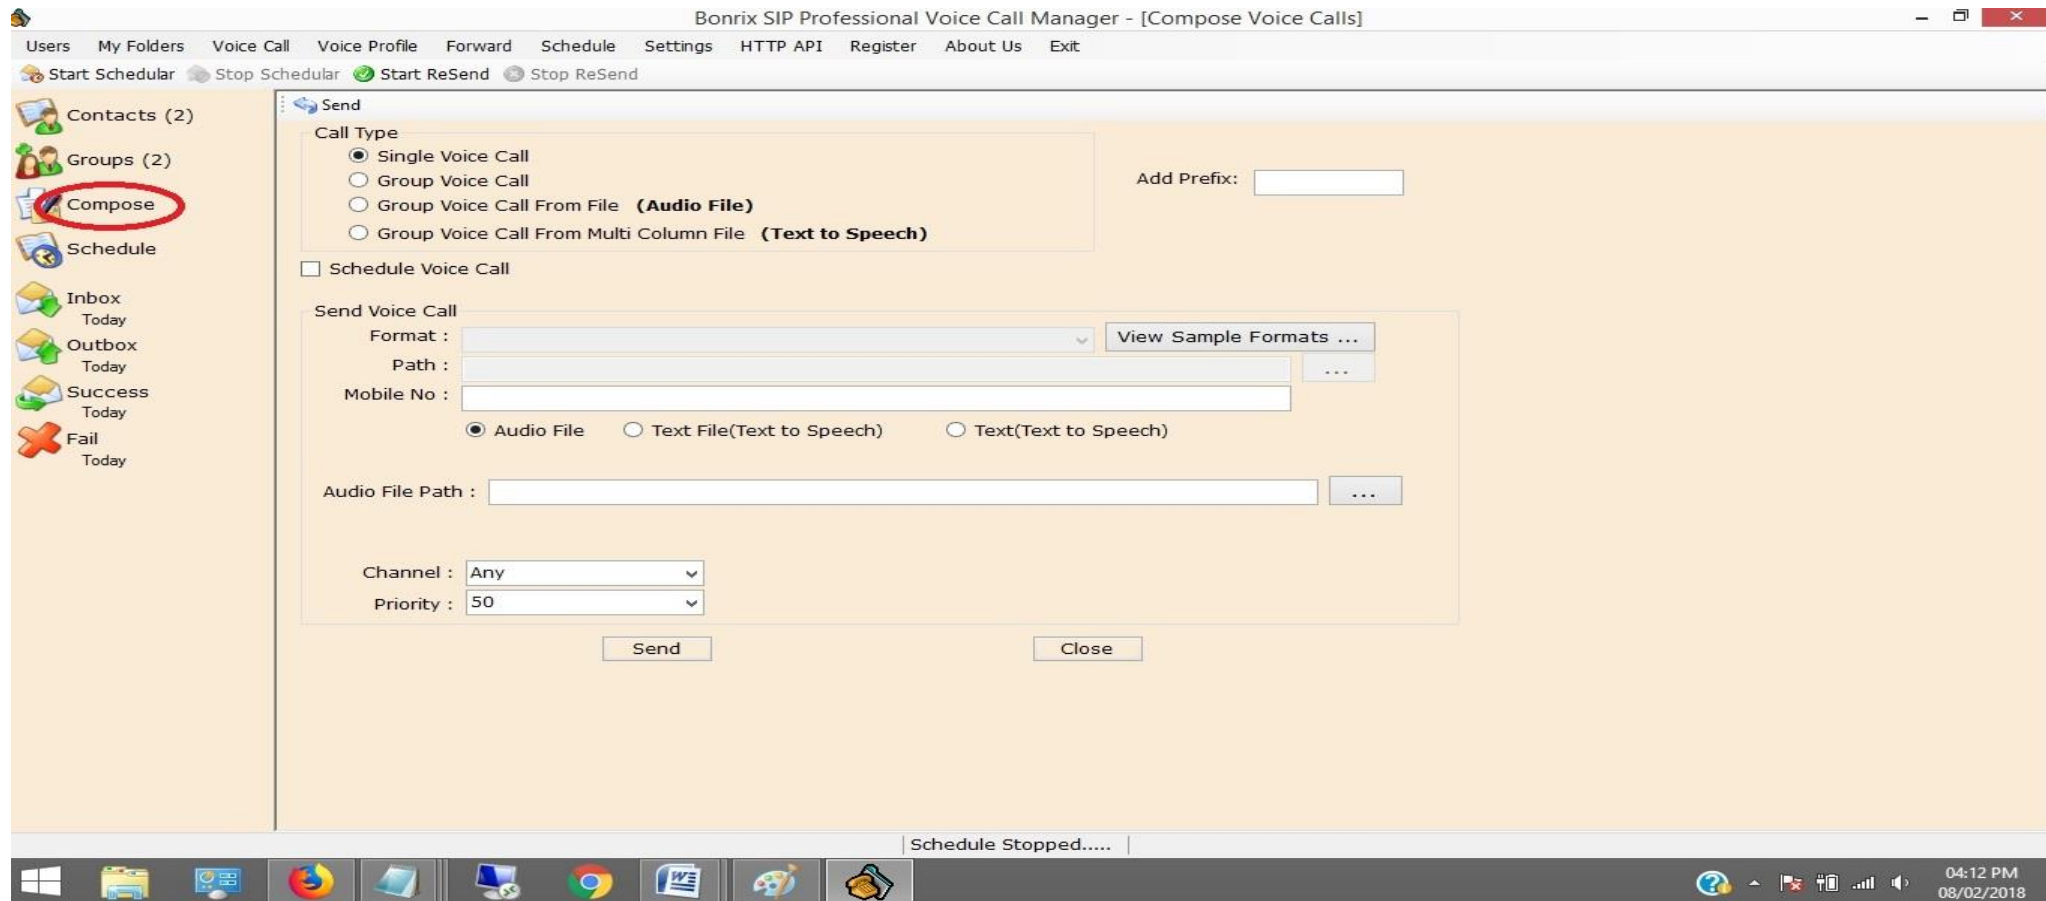 Bonrix SIP Professional Voice Call Manager - [Compose Voice Calls]
Users My Folders Voice Call Voice Profile Forward Schedule Settings HTTP API Register About Us Exit
Start Schedular Stop Schedular Start ReSend Stop ReSend
Contacts (2)
Groups (2)
Compose
Schedule
Inbox
Today
Outbox
Today
Success
Today
Fail
Today
Send
Call Type
Single Voice Call
Group Voice Call
Group Voice Call From File (Audio File)
Group Voice Call From Multi Column File (Text to Speech)
Add Prefix:
Schedule Voice Call
Send Voice Call
Format :
View Sample Formats ...
Path :
...
Mobile No :
Audio File Text File(Text to Speech) Text(Text to Speech)
Audio File Path :
...
Channel : Any
Priority : 50
Send Close
Schedule Stopped.....
04:12 PM
08/02/2018